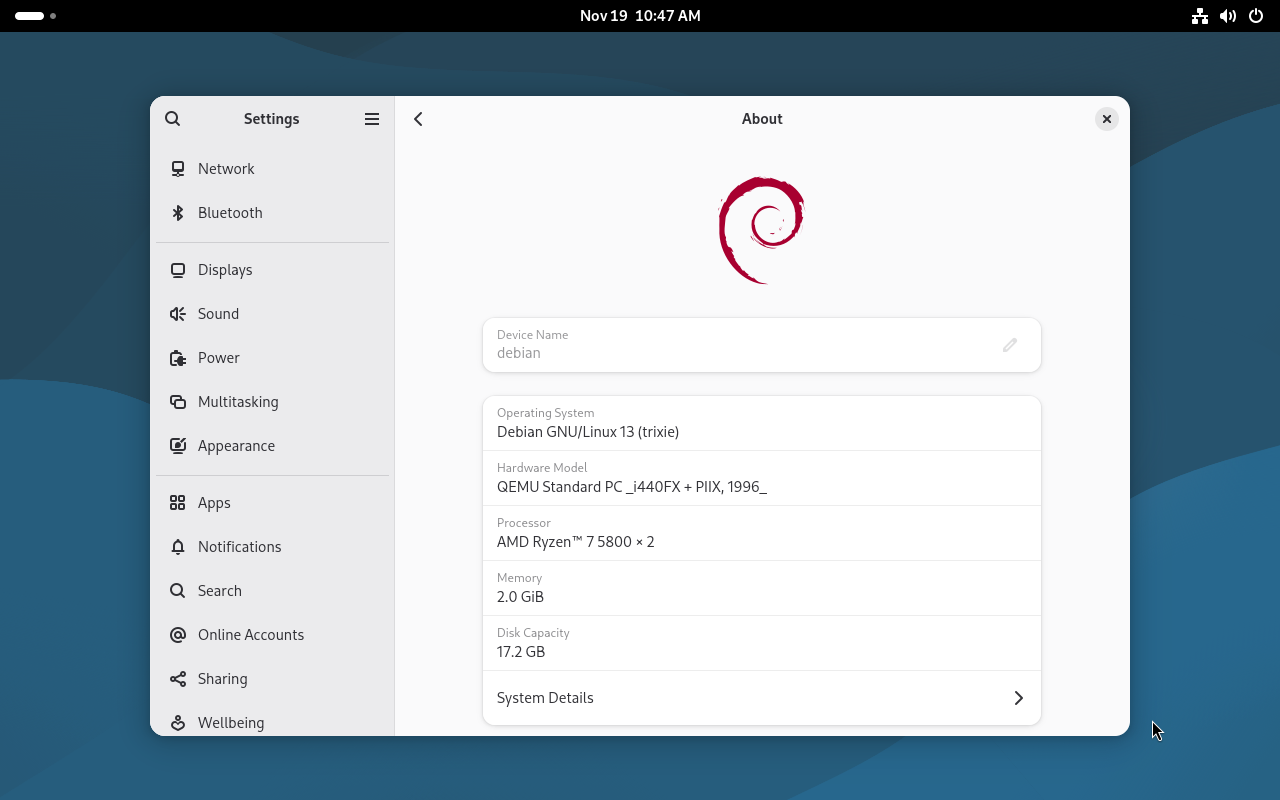 Nov 19 10:47 AM
Settings
About
Network
Bluetooth
Displays
Sound
Power
Multitasking
Appearance
Apps
Notifications
Search
Online Accounts
Sharing
Wellbeing
Device Name
debian
Operating System
Debian GNU/Linux 13 (trixie)
Hardware Model
QEMU Standard PC _i440FX + PIIX, 1996_
Processor
AMD Ryzen™ 7 5800 × 2
Memory
2.0 GiB
Disk Capacity
17.2 GB
System Details